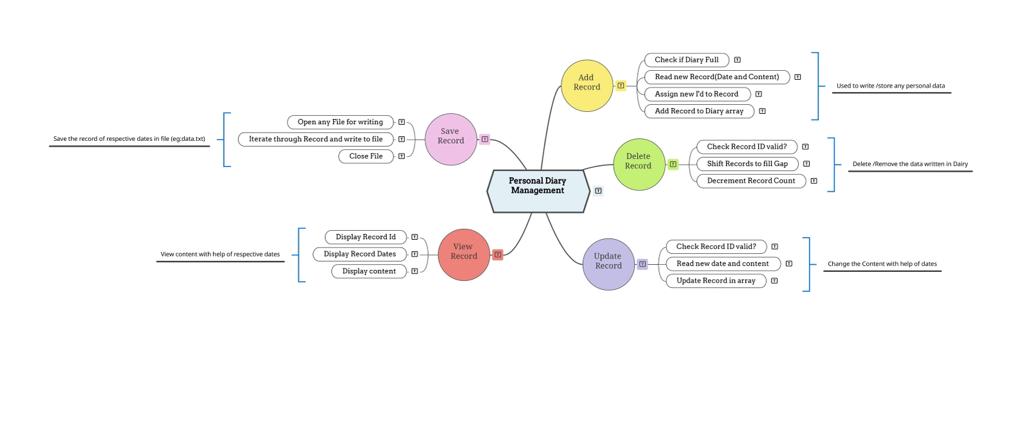 Personal Diary
Management
Add
Record
Check if Diary Full
Read new Record(Date and Content)
Assign new I'd to Record
Add Record to Diary array
Used to write /store any personal data
Delete
Record
Check Record ID valid?
Shift Records to fill Gap
Decrement Record Count
Delete /Remove the data written in Dairy
Update
Record
Check Record ID valid?
Read new date and content
Update Record in array
Change the Content with help of dates
Save
Record
Open any File for writing
Iterate through Record and write to file
Close File
Save the record of respective dates in file (eg:data.txt)
View
Record
Display Record Id
Display Record Dates
Display content
View content with help of respective dates